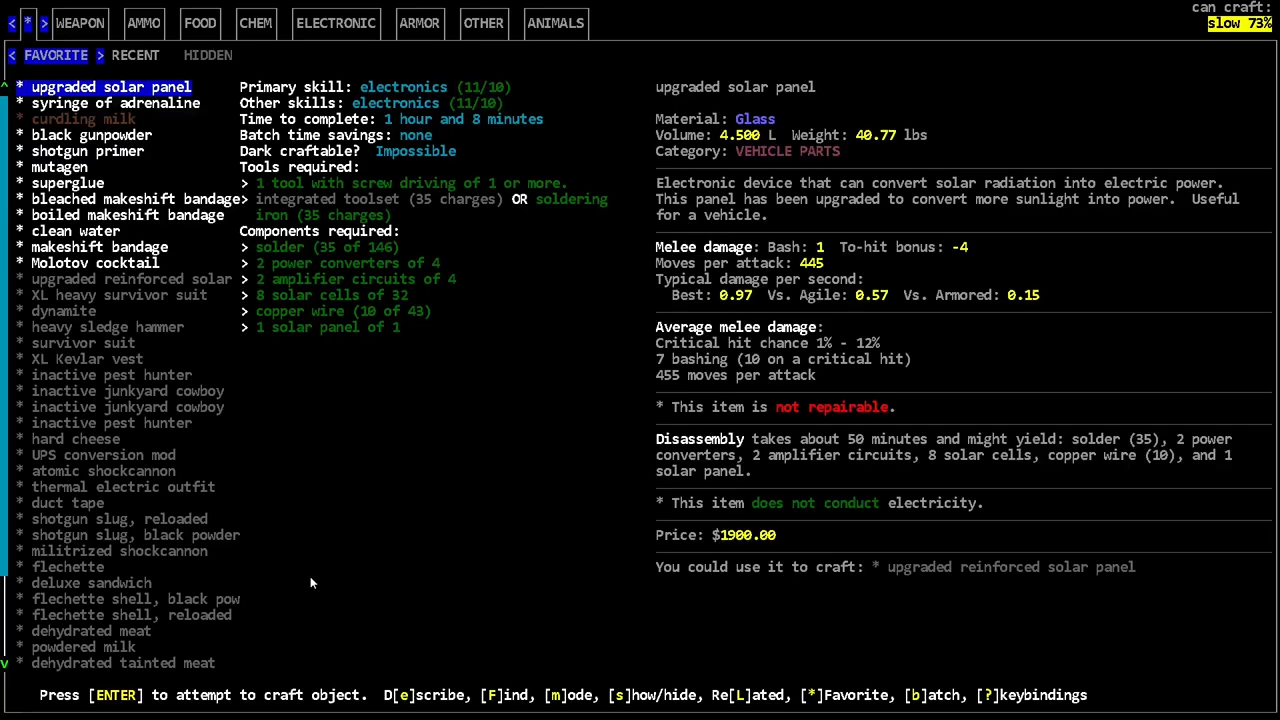 can craft:
< * > WEAPON AMMO FOOD CHEM ELECTRONIC ARMOR OTHER ANIMALS
slow 73%
< FAVORITE > RECENT HIDDEN
^
* upgraded solar panel
* syringe of adrenaline
* curdling milk
* black gunpowder
* shotgun primer
* mutagen
* superglue
* bleached makeshift bandage
* boiled makeshift bandage
* clean water
* makeshift bandage
* Molotov cocktail
* upgraded reinforced solar
* XL heavy survivor suit
* dynamite
* heavy sledge hammer
* survivor suit
* XL Kevlar vest
* inactive pest hunter
* inactive junkyard cowboy
* inactive junkyard cowboy
* inactive pest hunter
* hard cheese
* UPS conversion mod
* atomic shockcannon
* thermal electric outfit
* duct tape
* shotgun slug, reloaded
* shotgun slug, black powder
* militrized shockcannon
* flechette
* deluxe sandwich
* flechette shell, black pow
* flechette shell, reloaded
* dehydrated meat
* powdered milk
v * dehydrated tainted meat
Primary skill: electronics (11/10)
Other skills: electronics (11/10)
Time to complete: 1 hour and 8 minutes
Batch time savings: none
Dark craftable? Impossible
Tools required:
> 1 tool with screw driving of 1 or more.
> integrated toolset (35 charges) OR soldering
iron (35 charges)
Components required:
> solder (35 of 146)
> 2 power converters of 4
> 2 amplifier circuits of 4
> 8 solar cells of 32
> copper wire (10 of 43)
> 1 solar panel of 1
upgraded solar panel
Material: Glass
Volume: 4.500 L Weight: 40.77 lbs
Category: VEHICLE PARTS
Electronic device that can convert solar radiation into electric power.
This panel has been upgraded to convert more sunlight into power. Useful
for a vehicle.
Melee damage: Bash: 1 To-hit bonus: -4
Moves per attack: 445
Typical damage per second:
Best: 0.97 Vs. Agile: 0.57 Vs. Armored: 0.15
Average melee damage:
Critical hit chance 1% - 12%
7 bashing (10 on a critical hit)
455 moves per attack
* This item is not repairable.
Disassembly takes about 50 minutes and might yield: solder (35), 2 power
converters, 2 amplifier circuits, 8 solar cells, copper wire (10), and 1
solar panel.
* This item does not conduct electricity.
Price: $1900.00
You could use it to craft: * upgraded reinforced solar panel
Press [ENTER] to attempt to craft object. D[e]scribe, [F]ind, [m]ode, [s]how/hide, Re[L]ated, [*]Favorite, [b]atch, [?]keybindings